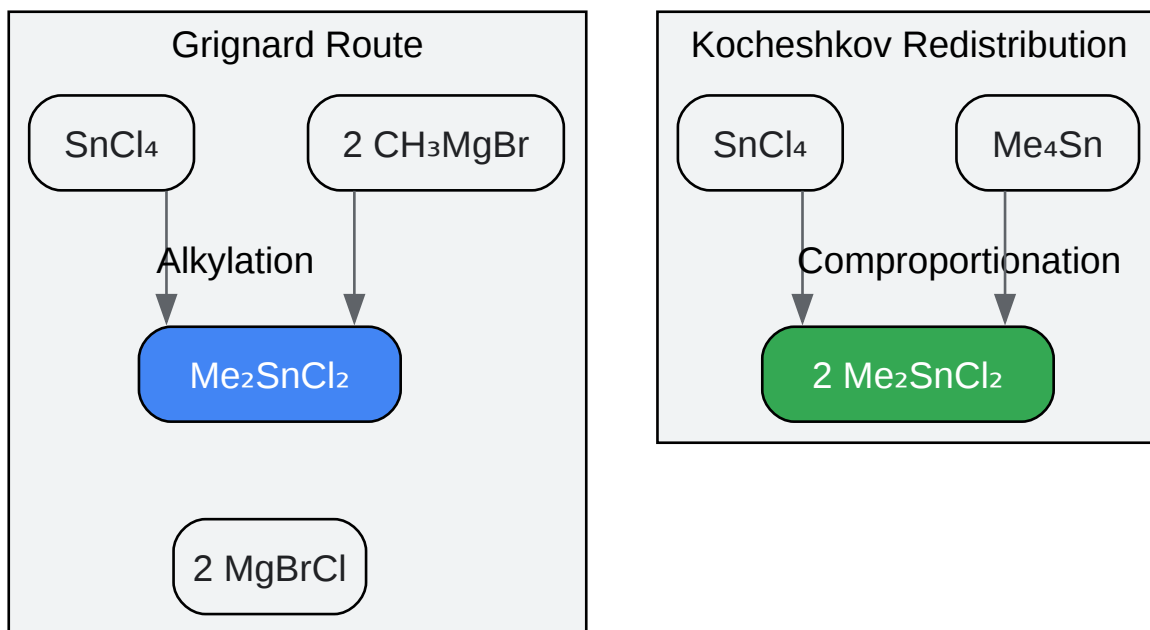 Grignard Route
SnCl₄
2 CH₃MgBr
Alkylation
Me₂SnCl₂
2 MgBrCl
Kocheshkov Redistribution
SnCl₄
Me₄Sn
Comproportionation
2 Me₂SnCl₂